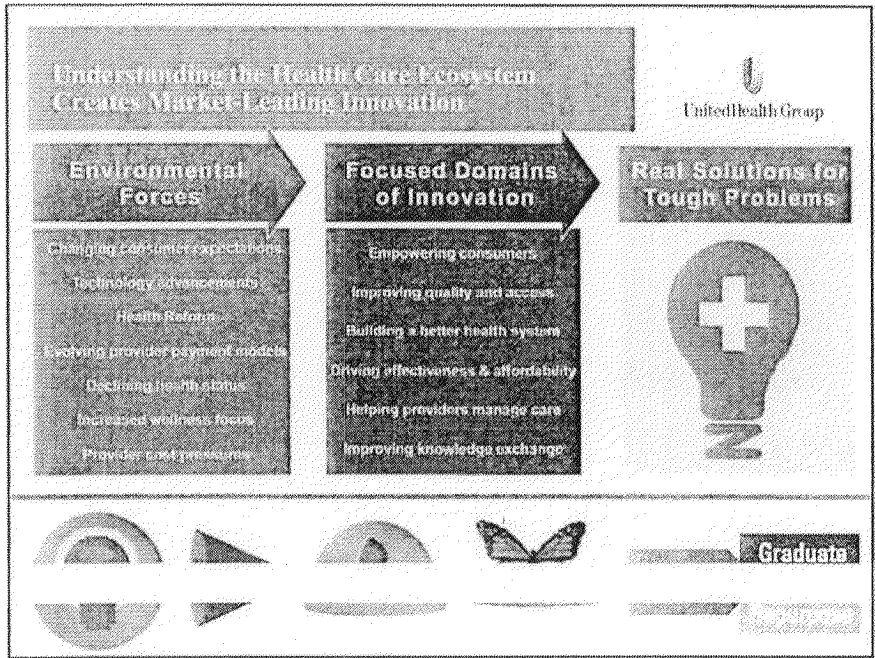 Understanding the Health Care Ecosystem
Creates Market-Leading Innovation
UnitedHealth Group
Environmental
Forces
Focused Domains
of Innovation
Real Solutions for
Tough Problems
Changing consumer expectations
Technology advancements
Health Reform
Evolving provider payment models
Declining health status
Increased wellness focus
Provider cost pressures
Empowering consumers
Improving quality and access
Building a better health system
Driving effectiveness & affordability
Helping providers manage care
Improving knowledge exchange
Graduate